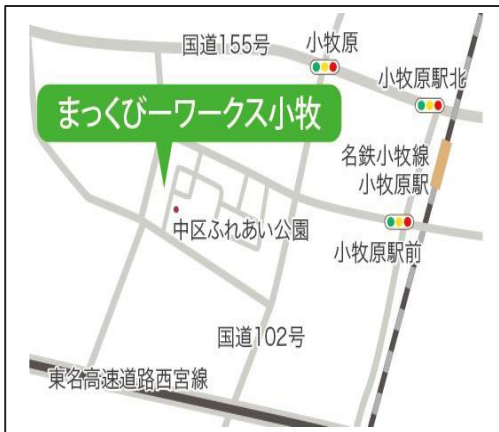 国道155号
小牧原
小牧原駅北
まっくびーワークス小牧
名鉄小牧線
小牧原駅
中区ふれあい公園
小牧原駅前
国道102号
東名高速道路西宮線